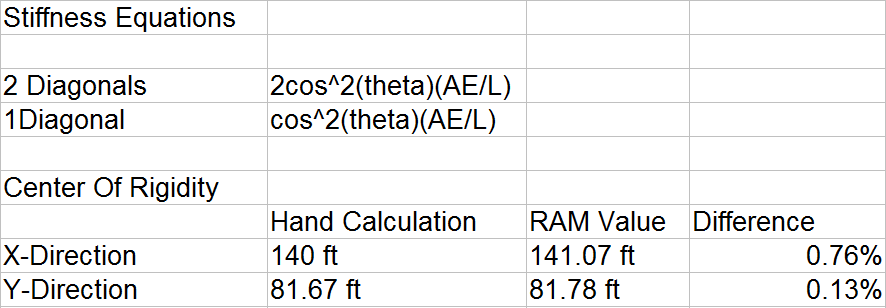 Stiffness Equations
2 Diagonals 2cos^2(theta)(AE/L)
1Diagonal cos^2(theta)(AE/L)
Center Of Rigidity
Hand Calculation RAM Value Difference
X-Direction 140 ft 141.07 ft 0.76%
Y-Direction 81.67 ft 81.78 ft 0.13%